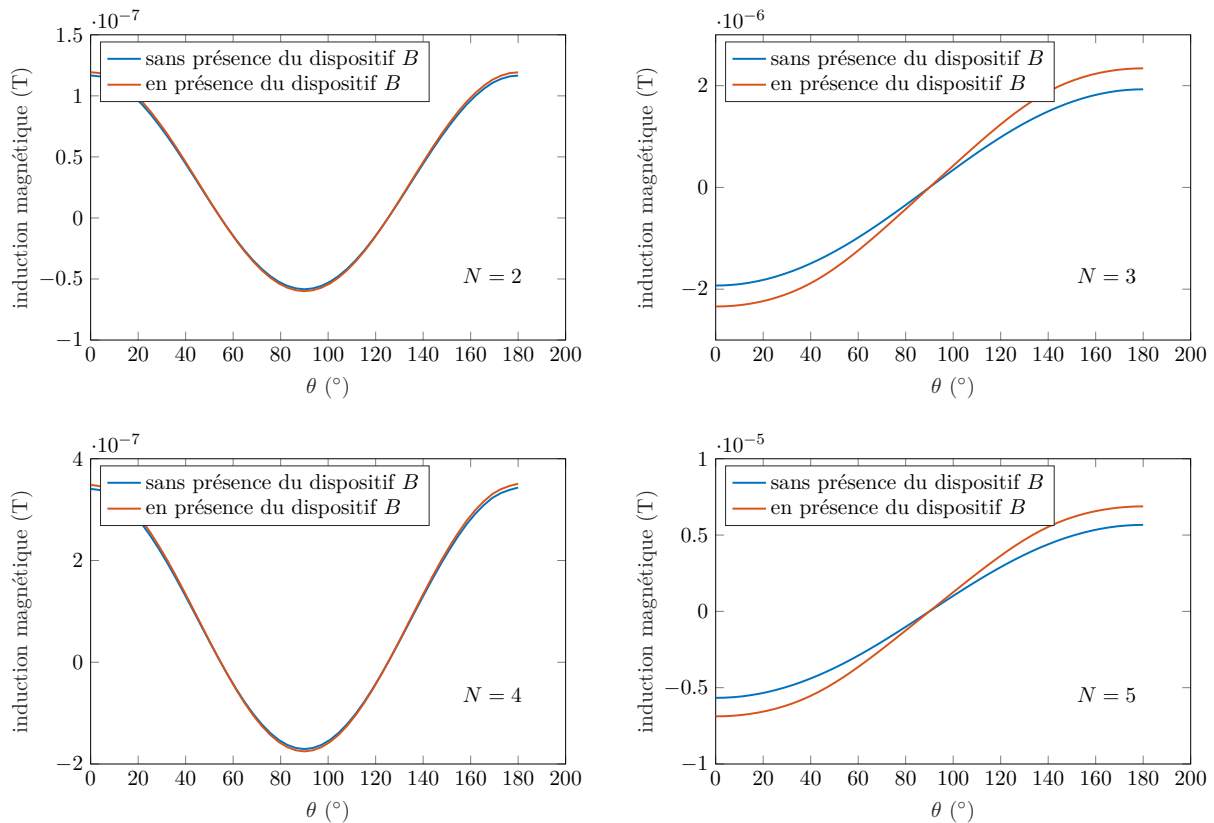 ·10⁻⁷
induction magnétique (T)
1.5
1
0.5
0
−0.5
−1
sans présence du dispositif B
en présence du dispositif B
N = 2
0 20 40 60 80 100 120 140 160 180 200
θ (°)
·10⁻⁶
induction magnétique (T)
2
0
−2
sans présence du dispositif B
en présence du dispositif B
N = 3
0 20 40 60 80 100 120 140 160 180 200
θ (°)
·10⁻⁷
induction magnétique (T)
4
2
0
−2
sans présence du dispositif B
en présence du dispositif B
N = 4
0 20 40 60 80 100 120 140 160 180 200
θ (°)
·10⁻⁵
induction magnétique (T)
1
0.5
0
−0.5
−1
sans présence du dispositif B
en présence du dispositif B
N = 5
0 20 40 60 80 100 120 140 160 180 200
θ (°)